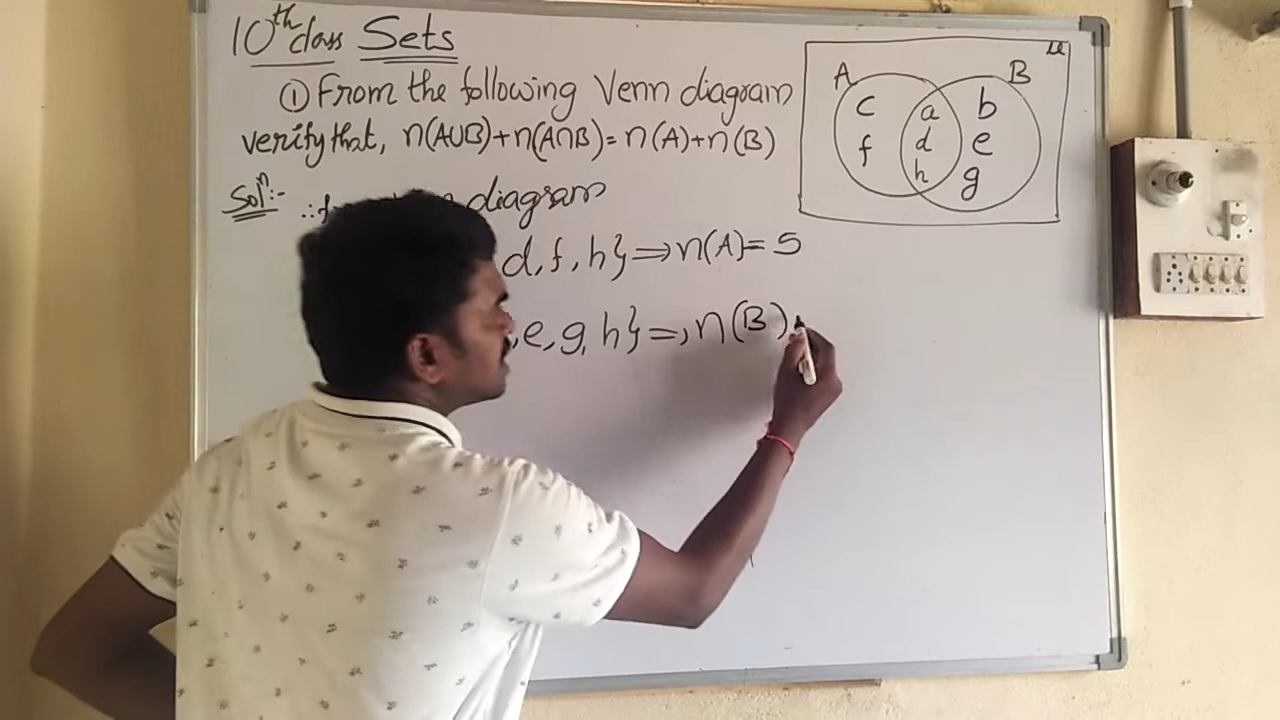 10th class Sets
① From the following Venn diagram
verify that, n(A∪B)+n(A∩B)=n(A)+n(B)
Solⁿ:- diagram
d, f, h}⇒n(A)=5
,e,g,h}=,n(B)
A B u
c a b
f d e
h g